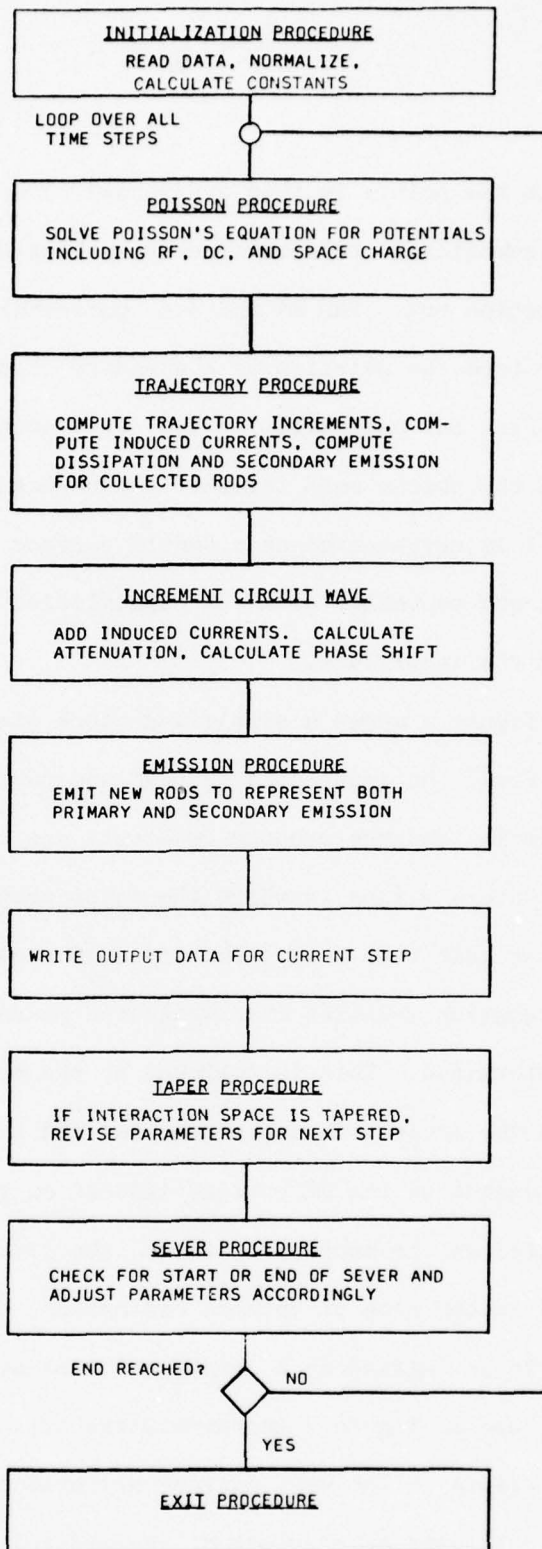 INITIALIZATION PROCEDURE
READ DATA, NORMALIZE,
CALCULATE CONSTANTS
LOOP OVER ALL
TIME STEPS
POISSON PROCEDURE
SOLVE POISSON'S EQUATION FOR POTENTIALS
INCLUDING RF, DC, AND SPACE CHARGE
TRAJECTORY PROCEDURE
COMPUTE TRAJECTORY INCREMENTS, COM-
PUTE INDUCED CURRENTS, COMPUTE
DISSIPATION AND SECONDARY EMISSION
FOR COLLECTED RODS
INCREMENT CIRCUIT WAVE
ADD INDUCED CURRENTS. CALCULATE
ATTENUATION, CALCULATE PHASE SHIFT
EMISSION PROCEDURE
EMIT NEW RODS TO REPRESENT BOTH
PRIMARY AND SECONDARY EMISSION
WRITE OUTPUT DATA FOR CURRENT STEP
TAPER PROCEDURE
IF INTERACTION SPACE IS TAPERED,
REVISE PARAMETERS FOR NEXT STEP
SEVER PROCEDURE
CHECK FOR START OR END OF SEVER AND
ADJUST PARAMETERS ACCORDINGLY
END REACHED?
NO
YES
EXIT PROCEDURE